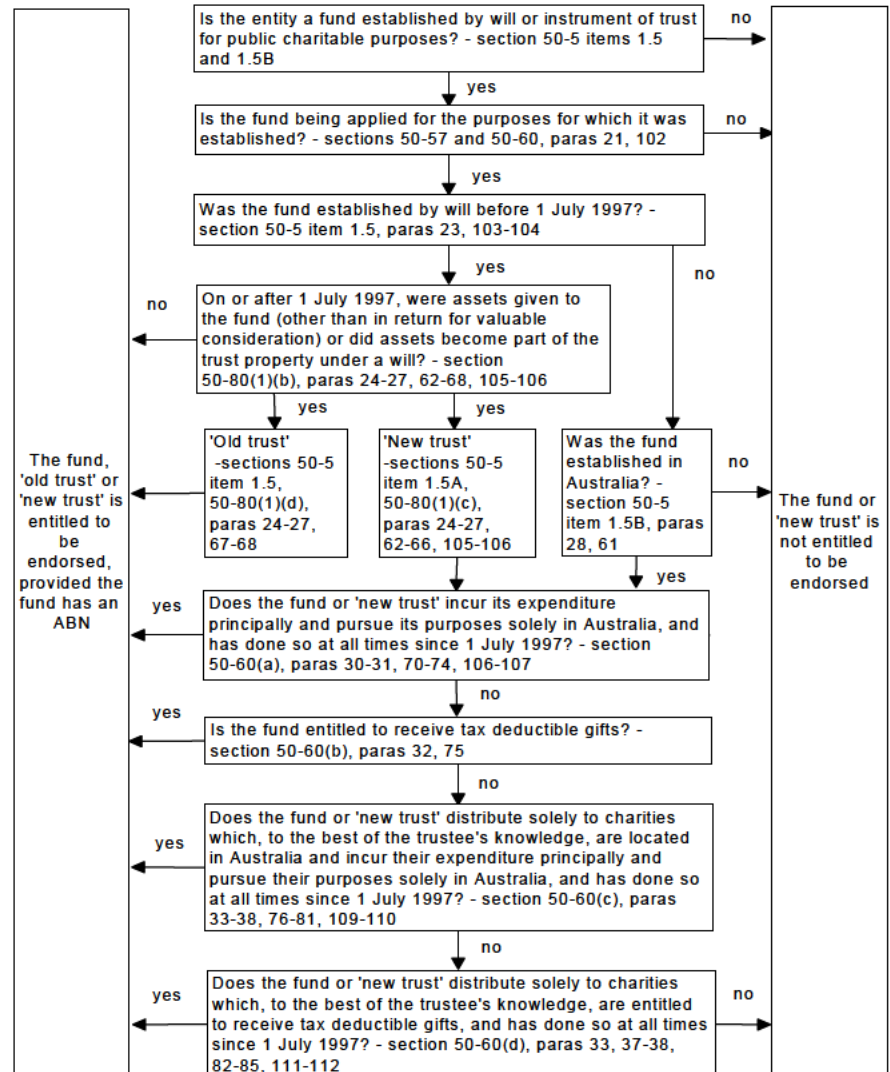 Is the entity a fund established by will or instrument of trust
for public charitable purposes? - section 50-5 items 1.5
and 1.5B
no
yes
Is the fund being applied for the purposes for which it was
established? - sections 50-57 and 50-60, paras 21, 102
no
yes
Was the fund established by will before 1 July 1997? -
section 50-5 item 1.5, paras 23, 103-104
yes
no
no
On or after 1 July 1997, were assets given to
the fund (other than in return for valuable
consideration) or did assets become part of the
trust property under a will? - section
50-80(1)(b), paras 24-27, 62-68, 105-106
yes
yes
'Old trust'
-sections 50-5
item 1.5,
50-80(1)(d),
paras 24-27,
67-68
'New trust'
-sections 50-5
item 1.5A,
50-80(1)(c),
paras 24-27,
62-66, 105-106
Was the fund
established in
Australia? -
section 50-5
item 1.5B, paras
28, 61
no
yes
The fund,
'old trust' or
'new trust' is
entitled to
be
endorsed,
provided the
fund has an
ABN
The fund or
'new trust' is
not entitled
to be
endorsed
yes
Does the fund or 'new trust' incur its expenditure
principally and pursue its purposes solely in Australia, and
has done so at all times since 1 July 1997? - section
50-60(a), paras 30-31, 70-74, 106-107
no
yes
Is the fund entitled to receive tax deductible gifts? -
section 50-60(b), paras 32, 75
no
yes
Does the fund or 'new trust' distribute solely to charities
which, to the best of the trustee's knowledge, are located
in Australia and incur their expenditure principally and
pursue their purposes solely in Australia, and has done so
at all times since 1 July 1997? - section 50-60(c), paras
33-38, 76-81, 109-110
no
yes
Does the fund or 'new trust' distribute solely to charities
which, to the best of the trustee's knowledge, are entitled
to receive tax deductible gifts, and has done so at all times
since 1 July 1997? - section 50-60(d), paras 33, 37-38,
82-85, 111-112
no